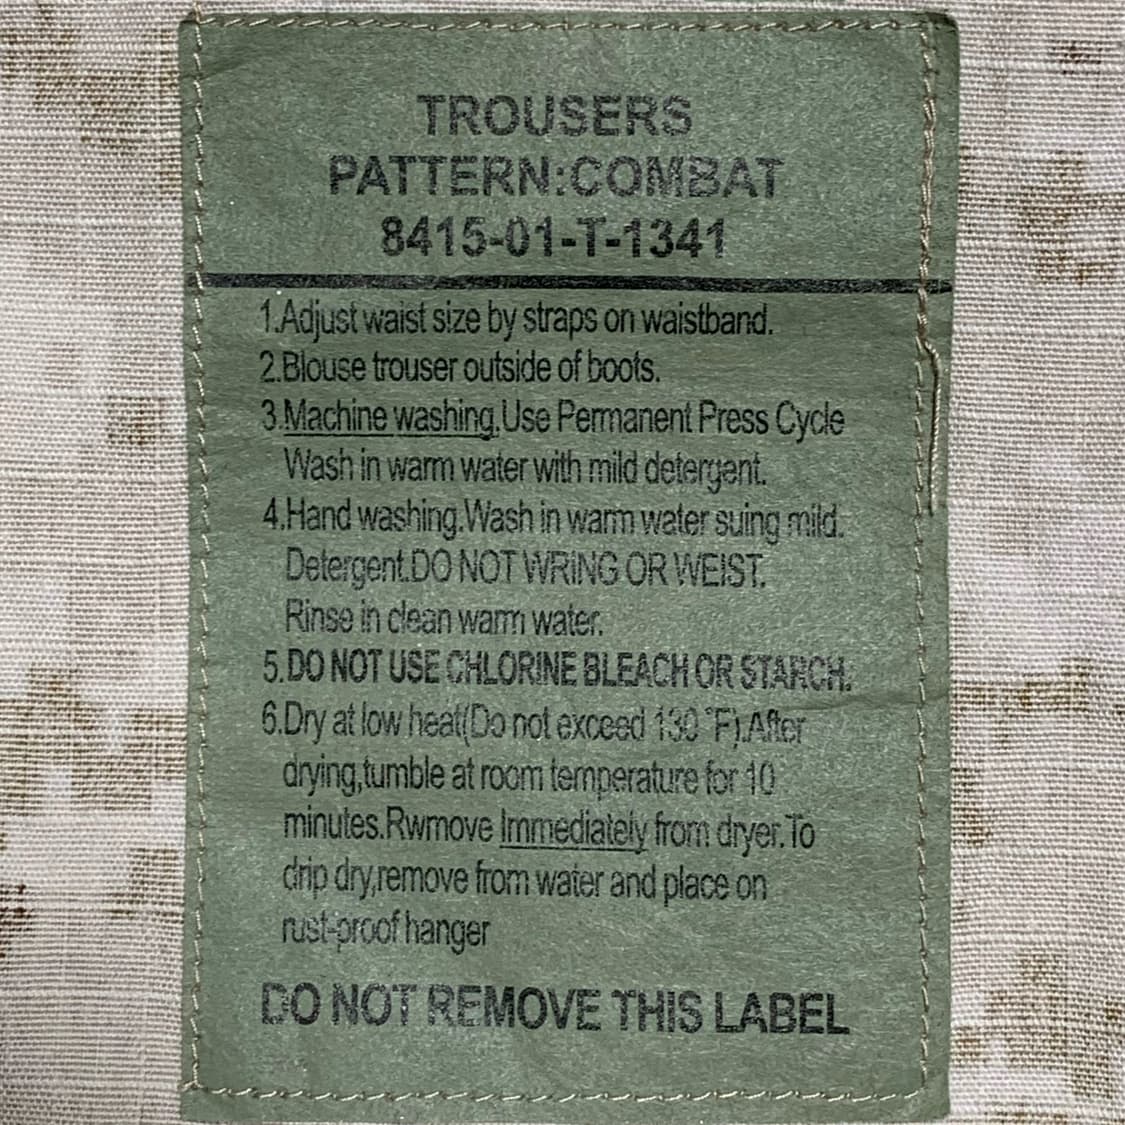 TROUSERS
PATTERN:COMBAT
8415-01-T-1341
1.Adjust waist size by straps on waistband.
2.Blouse trouser outside of boots.
3.Machine washing.Use Permanent Press Cycle
Wash in warm water with mild detergent.
4.Hand washing.Wash in warm water suing mild.
Detergent.DO NOT WRING OR WEIST.
Rinse in clean warm water.
5.DO NOT USE CHLORINE BLEACH OR STARCH.
6.Dry at low heat(Do not exceed 130 °F).After
drying,tumble at room temperature for 10
minutes.Rwmove Immediately from dryer.To
drip dry,remove from water and place on
rust-proof hanger
DO NOT REMOVE THIS LABEL